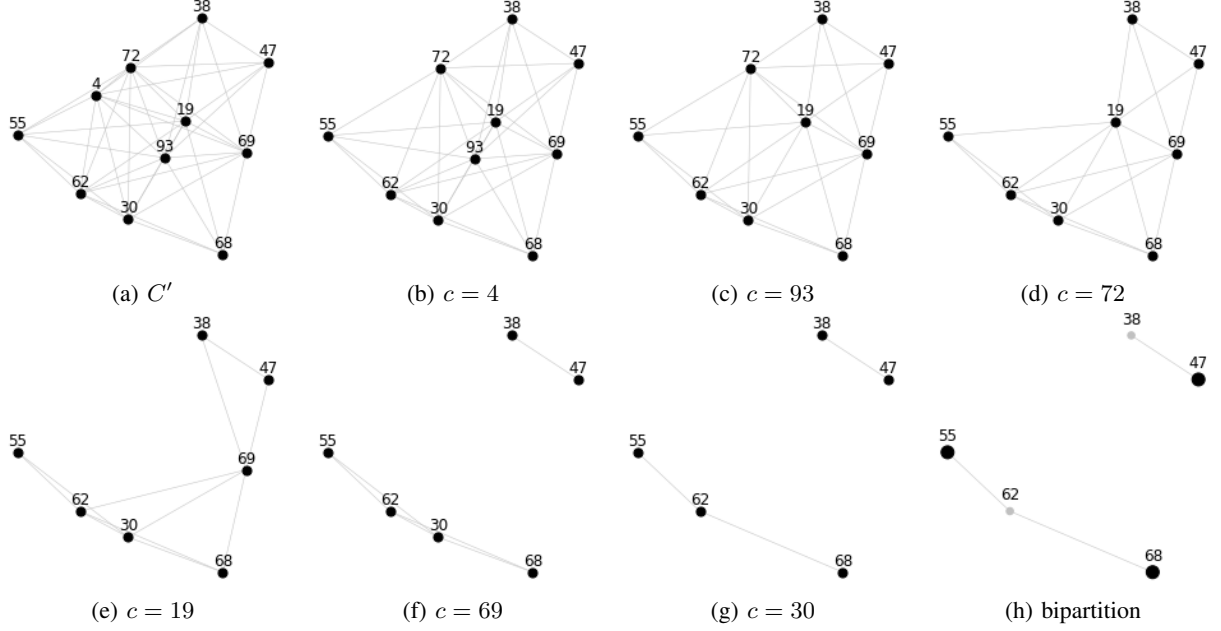 38 38 38 38
72 47 72 47 72 47 47
4 19 19 19 19
55 93 69 55 93 69 55 69 55 69
62 30 62 30 62 30 62 30
68 68 68 68
(a) C′ (b) c = 4 (c) c = 93 (d) c = 72
38 38 38 38
47 47 47 47
55 69 55 55 55
62 30 62 30 62 62
68 68 68 68
(e) c = 19 (f) c = 69 (g) c = 30 (h) bipartition